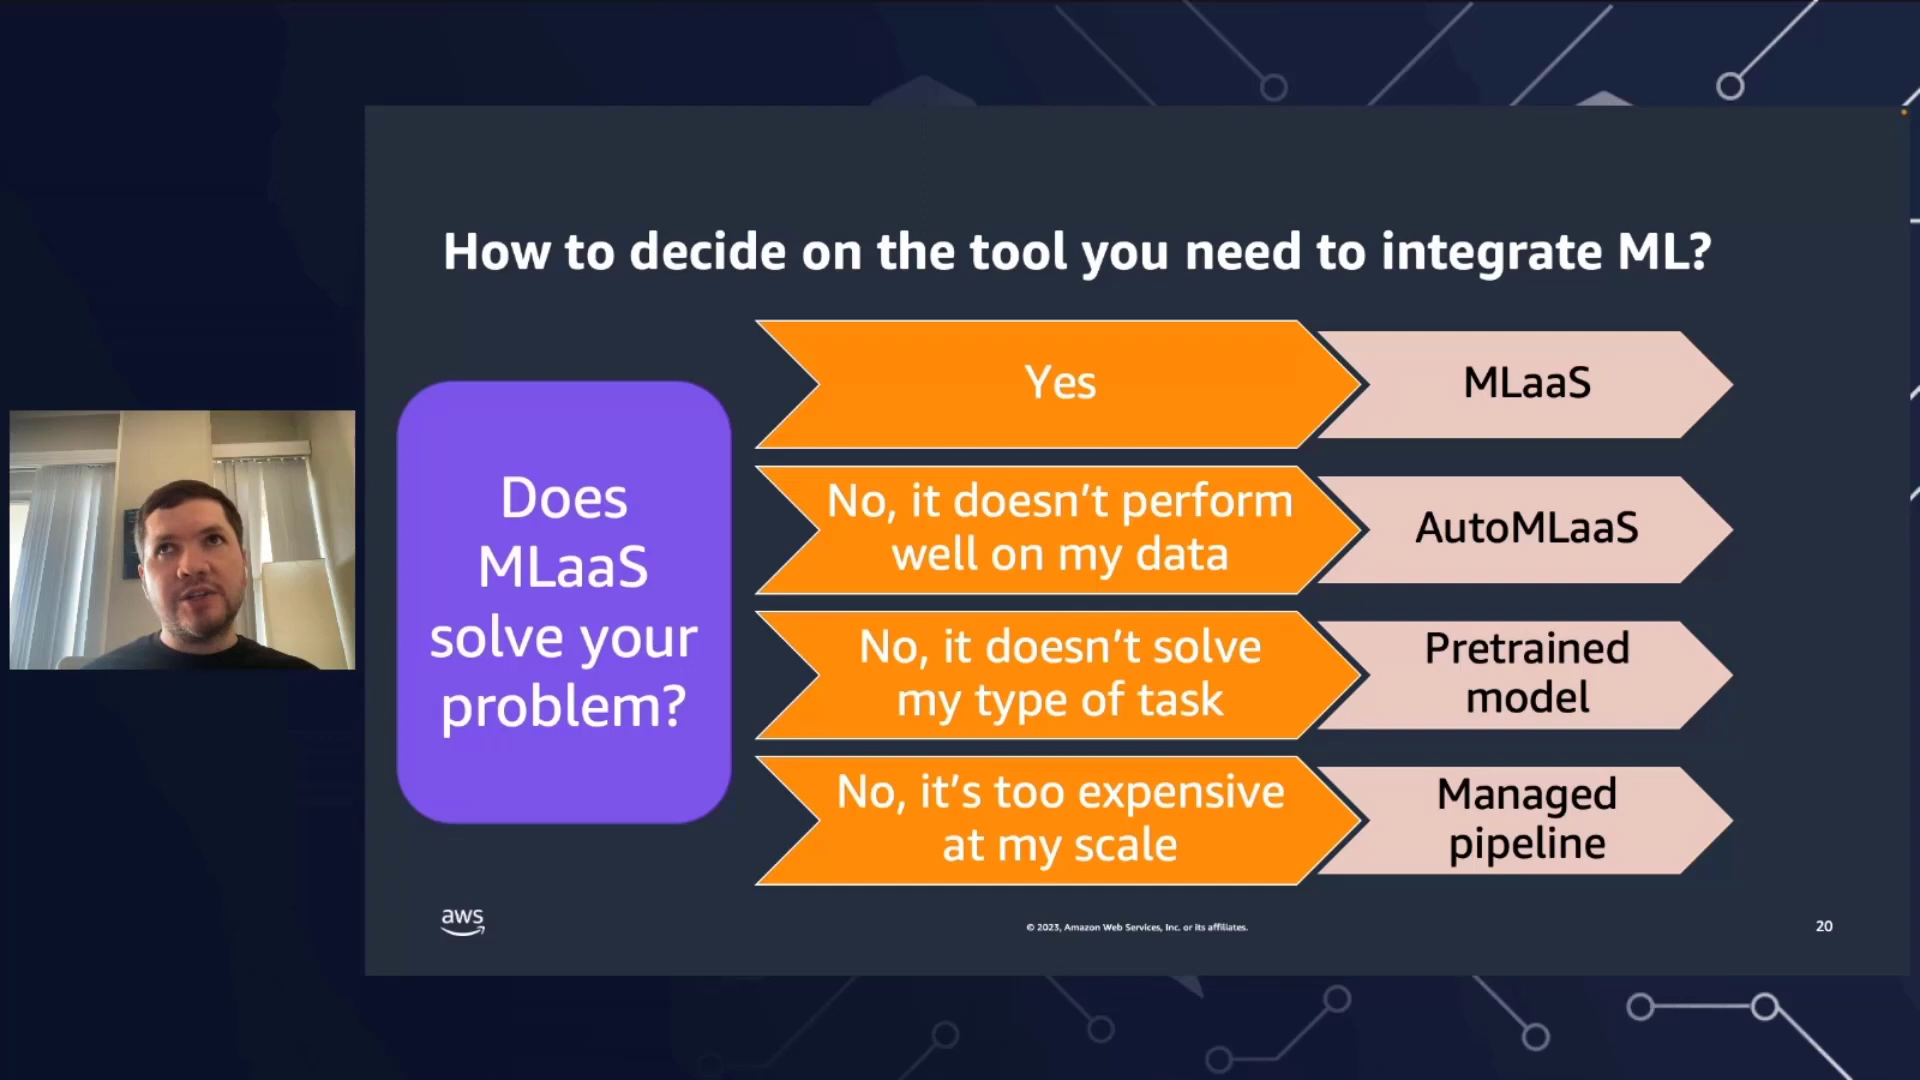 How to decide on the tool you need to integrate ML?
Does
MLaaS
solve your
problem?
Yes
MLaaS
No, it doesn’t perform
well on my data
AutoMLaaS
No, it doesn’t solve
my type of task
Pretrained
model
No, it’s too expensive
at my scale
Managed
pipeline
aws
© 2023, Amazon Web Services, Inc. or its affiliates.
20